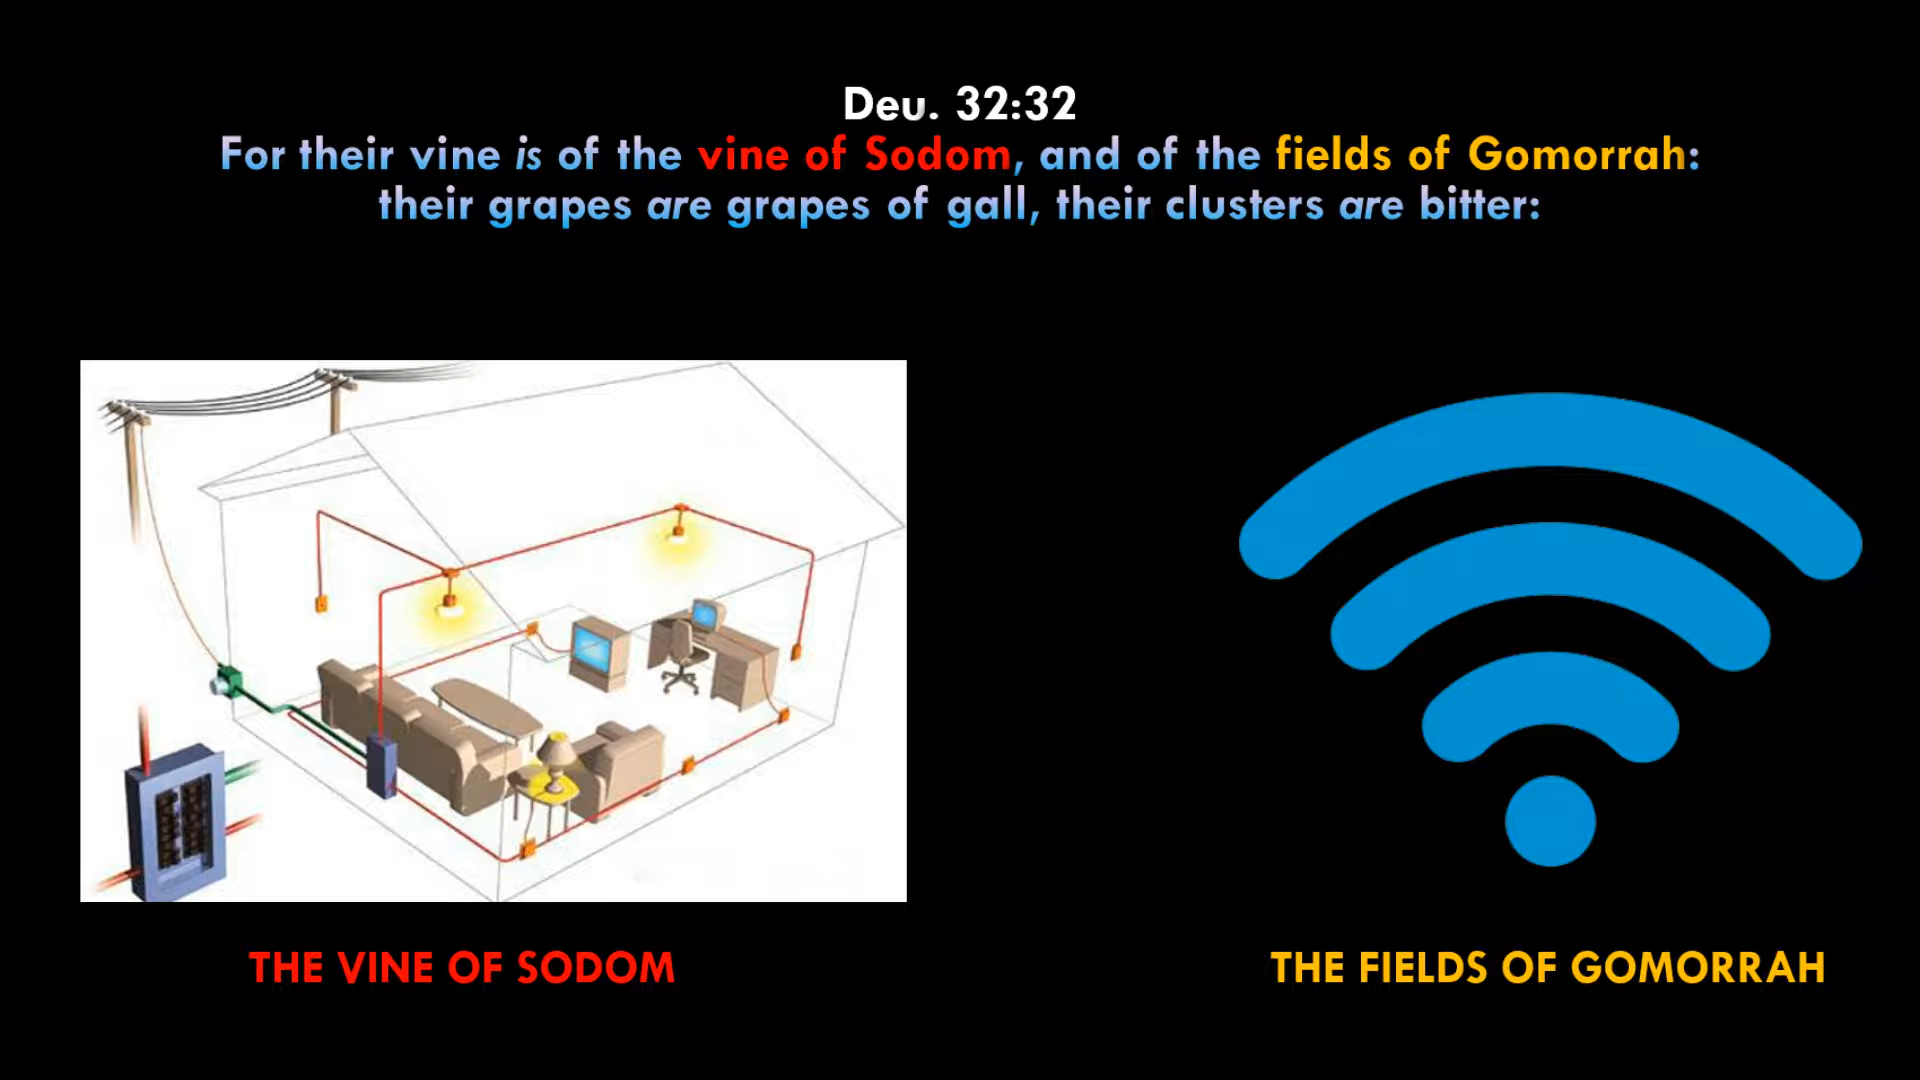 Deu. 32:32
For their vine is of the vine of Sodom, and of the fields of Gomorrah:
their grapes are grapes of gall, their clusters are bitter:
THE VINE OF SODOM
THE FIELDS OF GOMORRAH